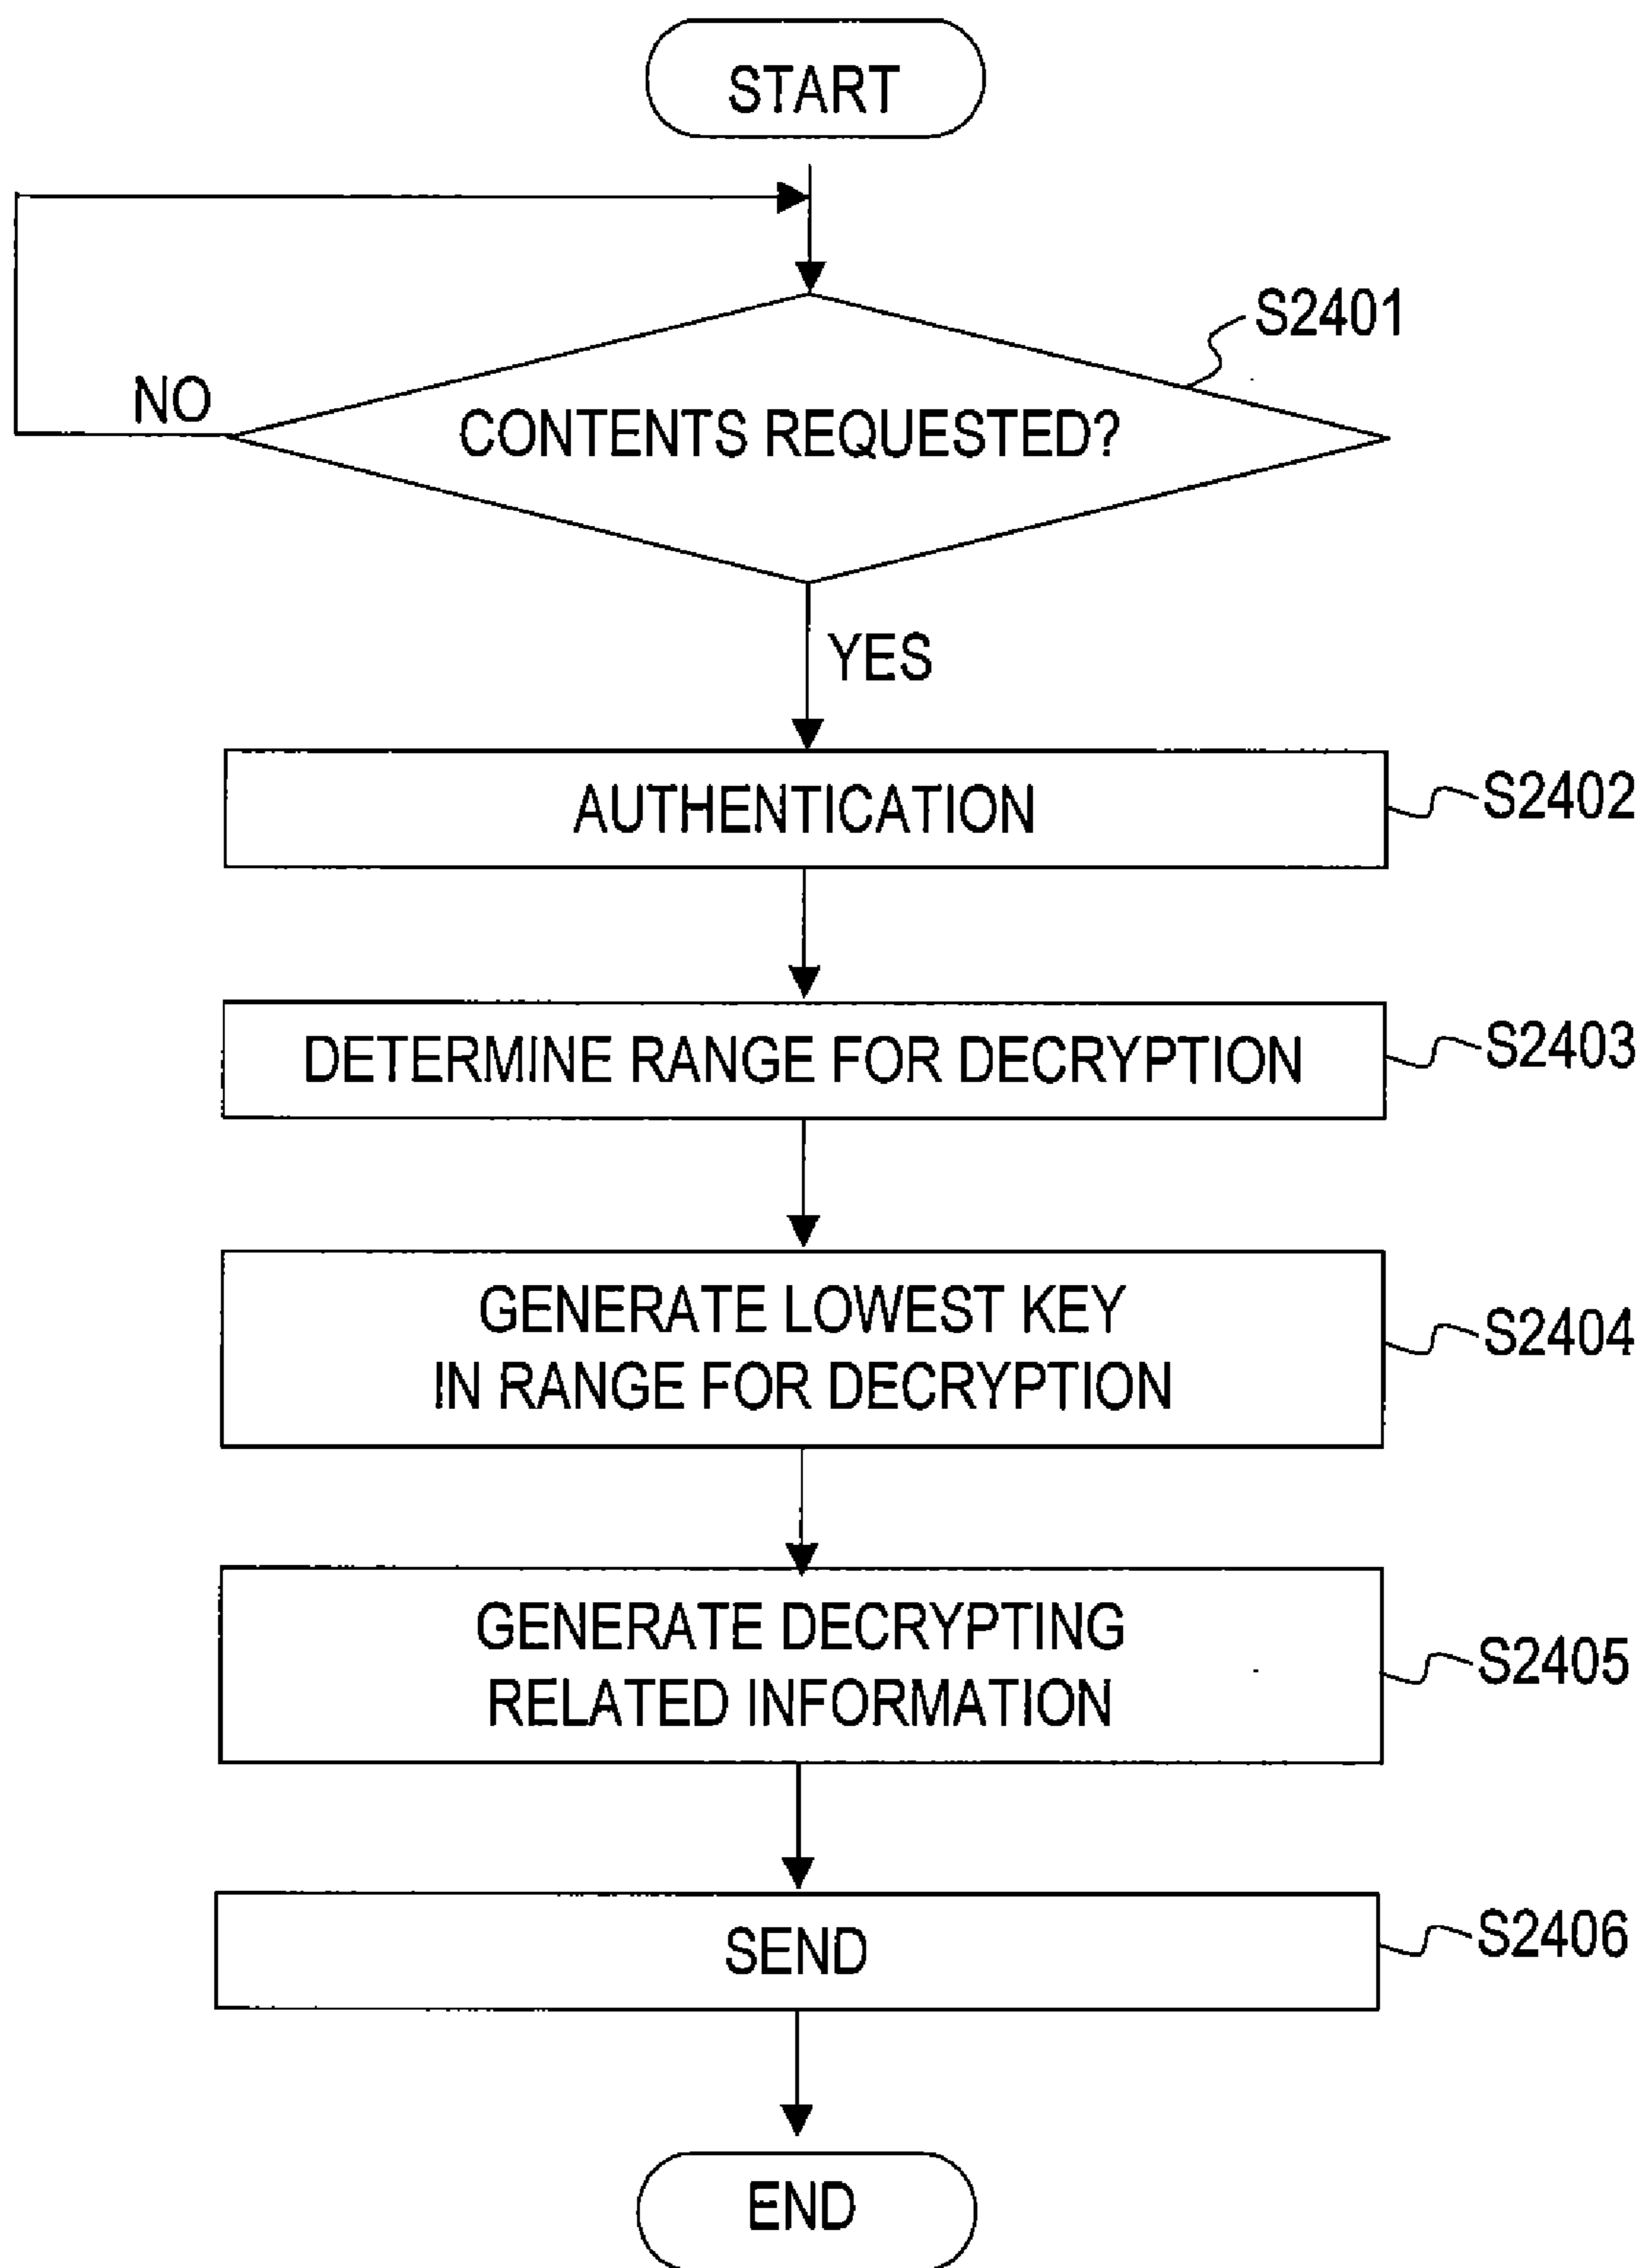 START
S2401
NO
CONTENTS REQUESTED?
YES
AUTHENTICATION
S2402
DETERMINE RANGE FOR DECRYPTION
S2403
GENERATE LOWEST KEY
IN RANGE FOR DECRYPTION
S2404
GENERATE DECRYPTING
RELATED INFORMATION
S2405
SEND
S2406
END